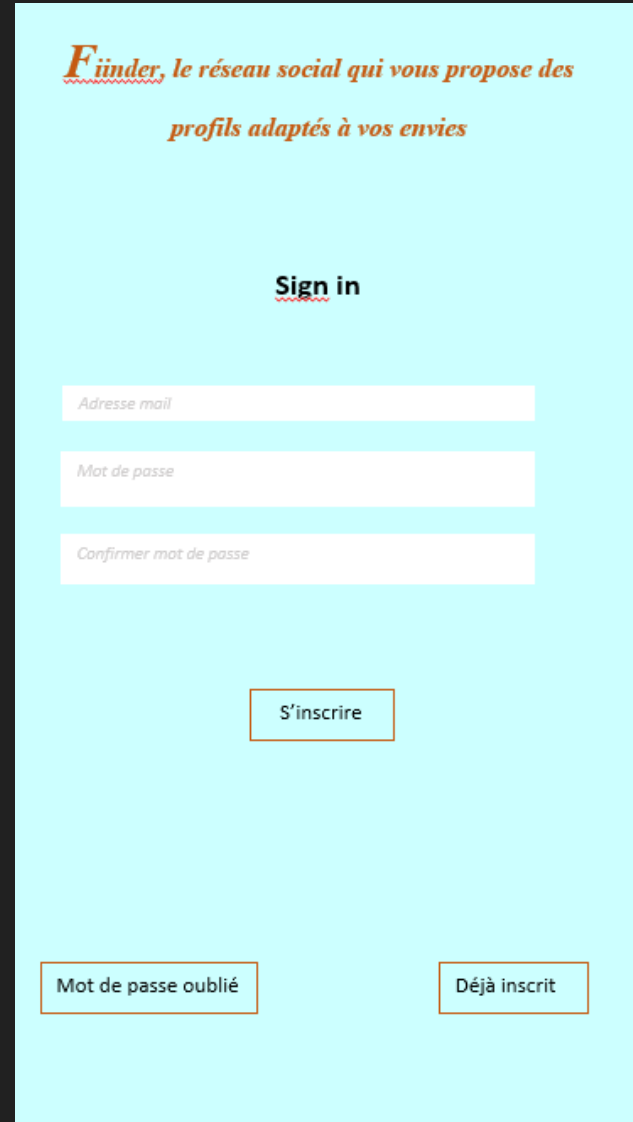 Fiinder, le réseau social qui vous propose des
profils adaptés à vos envies
Sign in
Adresse mail
Mot de passe
Confirmer mot de passe
S’inscrire
Mot de passe oublié
Déjà inscrit